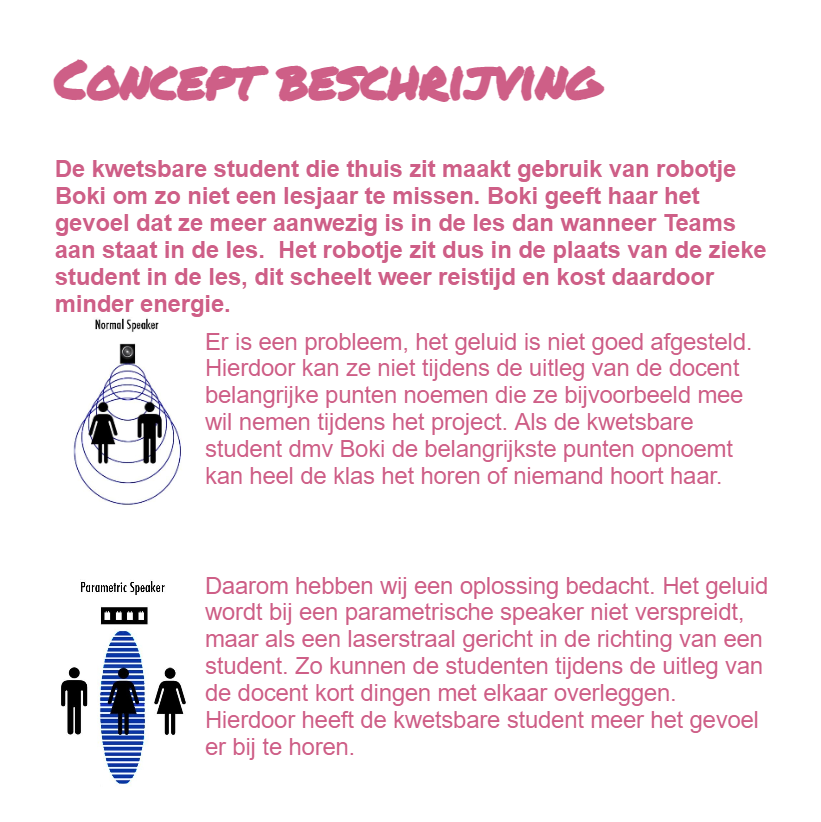 Concept beschrijving
De kwetsbare student die thuis zit maakt gebruik van robotje
Boki om zo niet een lesjaar te missen. Boki geeft haar het
gevoel dat ze meer aanwezig is in de les dan wanneer Teams
aan staat in de les.  Het robotje zit dus in de plaats van de zieke
student in de les, dit scheelt weer reistijd en kost daardoor
minder energie.
Normal Speaker
Er is een probleem, het geluid is niet goed afgesteld.
Hierdoor kan ze niet tijdens de uitleg van de docent
belangrijke punten noemen die ze bijvoorbeeld mee
wil nemen tijdens het project. Als de kwetsbare
student dmv Boki de belangrijkste punten opnoemt
kan heel de klas het horen of niemand hoort haar.
Parametric Speaker
Daarom hebben wij een oplossing bedacht. Het geluid
wordt bij een parametrische speaker niet verspreidt,
maar als een laserstraal gericht in de richting van een
student. Zo kunnen de studenten tijdens de uitleg van
de docent kort dingen met elkaar overleggen.
Hierdoor heeft de kwetsbare student meer het gevoel
er bij te horen.